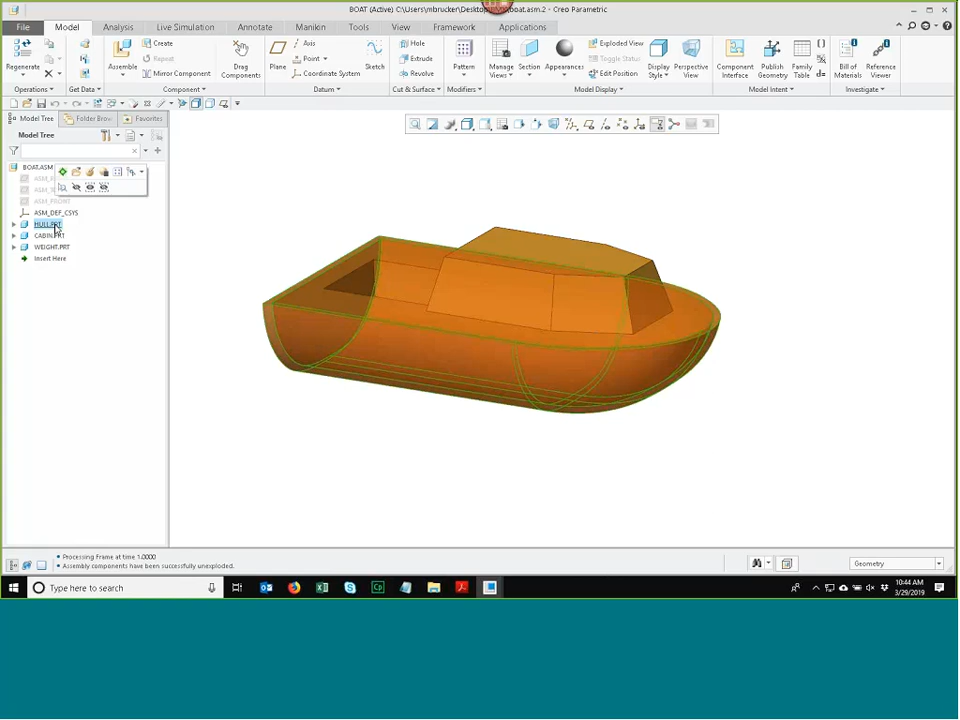 BOAT (Active) C:\Users\mbrucker\Desktop\boat.asm.2 - Creo Parametric
File Model Analysis Live Simulation Annotate Manikin Tools View Framework Applications
Regenerate
Operations
Get Data
Assemble
Create
Repeat
Mirror Component
Component
Drag Components
Plane
Axis
Point
Coordinate System
Sketch
Datum
Hole
Extrude
Revolve
Cut & Surface
Pattern
Modifiers
Manage Views
Section
Appearances
Exploded View
Toggle Status
Edit Position
Display Style
Perspective View
Model Display
Component Interface
Publish Geometry
Family Table
d=
Model Intent
Bill of Materials
Reference Viewer
Investigate
Model Tree Folder Brow Favorites
Model Tree
BOAT.ASM
ASM_FRONT
ASM_DEF_CSYS
HULL.PRT
CABIN.PRT
WEIGHT.PRT
Insert Here
Processing Frame at time 1.0000
Assembly components have been successfully unexploded.
Geometry
Type here to search
10:44 AM
3/29/2019